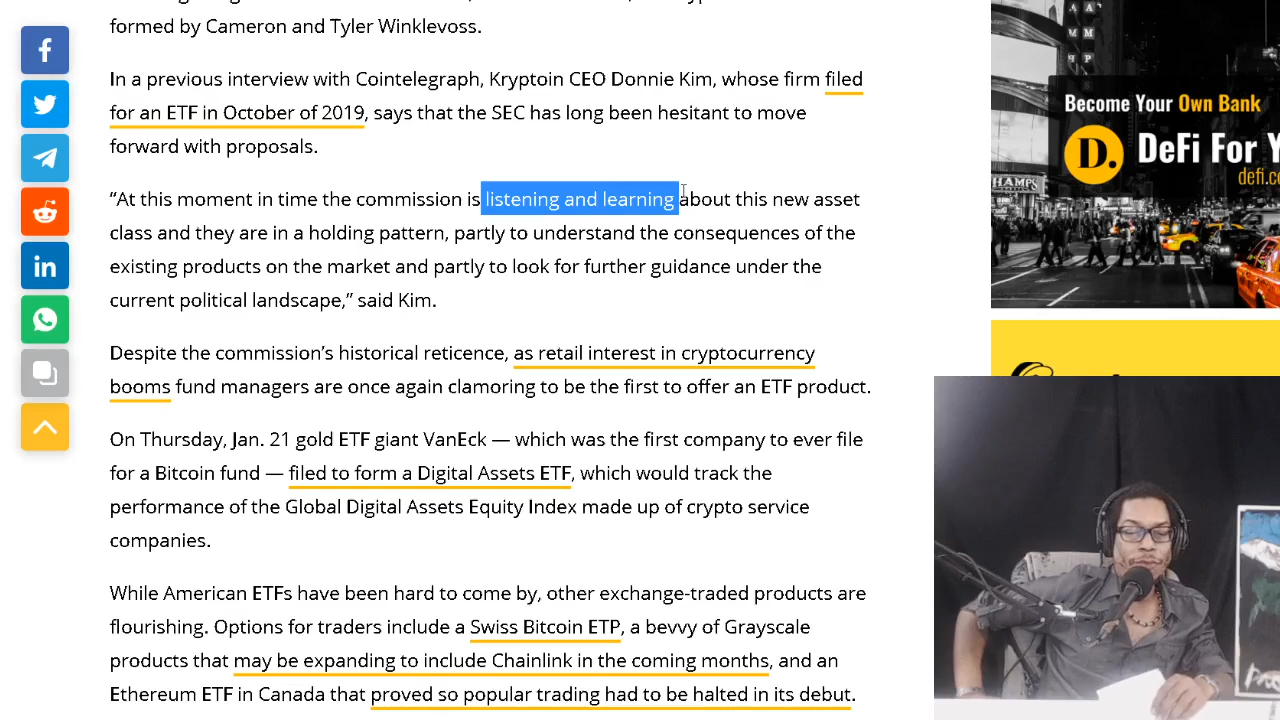 formed by Cameron and Tyler Winklevoss.
In a previous interview with Cointelegraph, Kryptoin CEO Donnie Kim, whose firm filed
for an ETF in October of 2019, says that the SEC has long been hesitant to move
forward with proposals.
“At this moment in time the commission is listening and learning about this new asset
class and they are in a holding pattern, partly to understand the consequences of the
existing products on the market and partly to look for further guidance under the
current political landscape,” said Kim.
Despite the commission’s historical reticence, as retail interest in cryptocurrency
booms fund managers are once again clamoring to be the first to offer an ETF product.
On Thursday, Jan. 21 gold ETF giant VanEck — which was the first company to ever file
for a Bitcoin fund — filed to form a Digital Assets ETF, which would track the
performance of the Global Digital Assets Equity Index made up of crypto service
companies.
While American ETFs have been hard to come by, other exchange-traded products are
flourishing. Options for traders include a Swiss Bitcoin ETP, a bevvy of Grayscale
products that may be expanding to include Chainlink in the coming months, and an
Ethereum ETF in Canada that proved so popular trading had to be halted in its debut.
Become Your Own Bank
D. DeFi For Y
defi.c